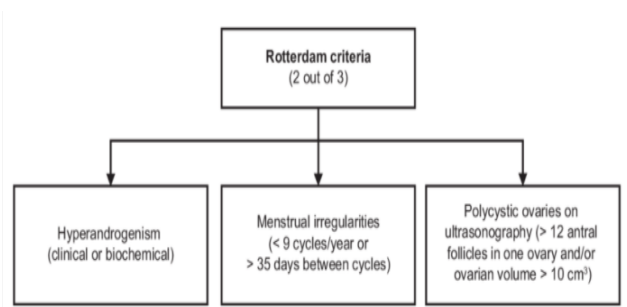 Rotterdam criteria
(2 out of 3)
Hyperandrogenism
(clinical or biochemical)
Menstrual irregularities
(< 9 cycles/year or
> 35 days between cycles)
Polycystic ovaries on
ultrasonography (> 12 antral
follicles in one ovary and/or
ovarian volume > 10 cm³)